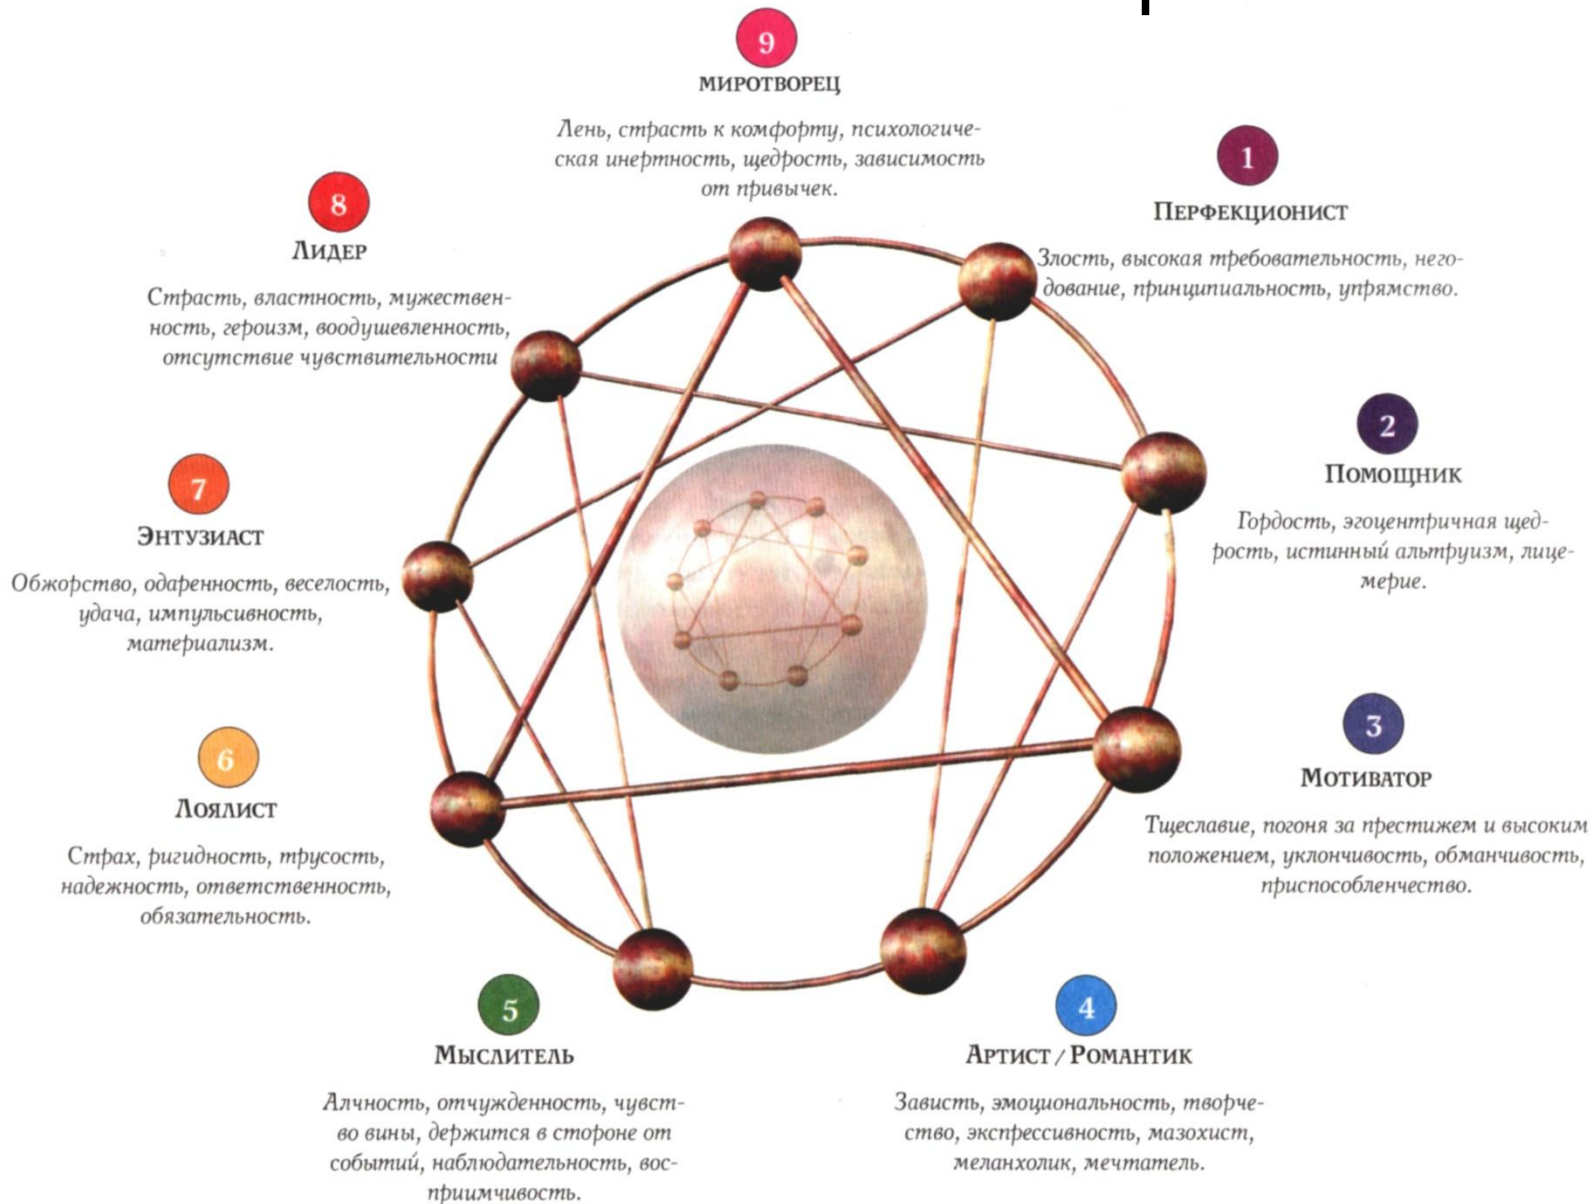 9
МИРОТВОРЕЦ
Лень, страсть к комфорту, психологиче-
ская инертность, щедрость, зависимость
от привычек.
1
ПЕРФЕКЦИОНИСТ
Злость, высокая требовательность, него-
дование, принципиальность, упрямство.
2
ПОМОЩНИК
Гордость, эгоцентричная щед-
рость, истинный альтруизм, лице-
мерие.
3
МОТИВАТОР
Тщеславие, погоня за престижем и высоким
положением, уклончивость, обманчивость,
приспособленчество.
4
АРТИСТ / РОМАНТИК
Зависть, эмоциональность, творче-
ство, экспрессивность, мазохист,
меланхолик, мечтатель.
5
МЫСЛИТЕЛЬ
Алчность, отчужденность, чувст-
во вины, держится в стороне от
событий, наблюдательность, вос-
приимчивость.
6
ЛОЯЛИСТ
Страх, ригидность, трусость,
надежность, ответственность,
обязательность.
7
ЭНТУЗИАСТ
Обжорство, одаренность, веселость,
удача, импульсивность,
материализм.
8
ЛИДЕР
Страсть, властность, мужествен-
ность, героизм, воодушевленность,
отсутствие чувствительности